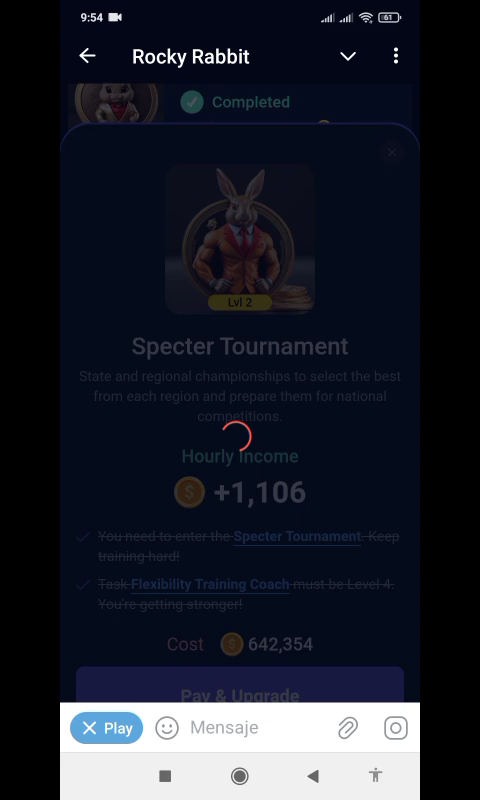 9:54
61
Rocky Rabbit
Completed
Lvl 2
Specter Tournament
State and regional championships to select the best
from each region and prepare them for national
competitions.
Hourly Income
+1,106
You need to enter the Specter Tournament. Keep
training hard!
Task Flexibility Training Coach must be Level 4.
You're getting stronger!
Cost 642,354
Pay & Upgrade
Play Mensaje